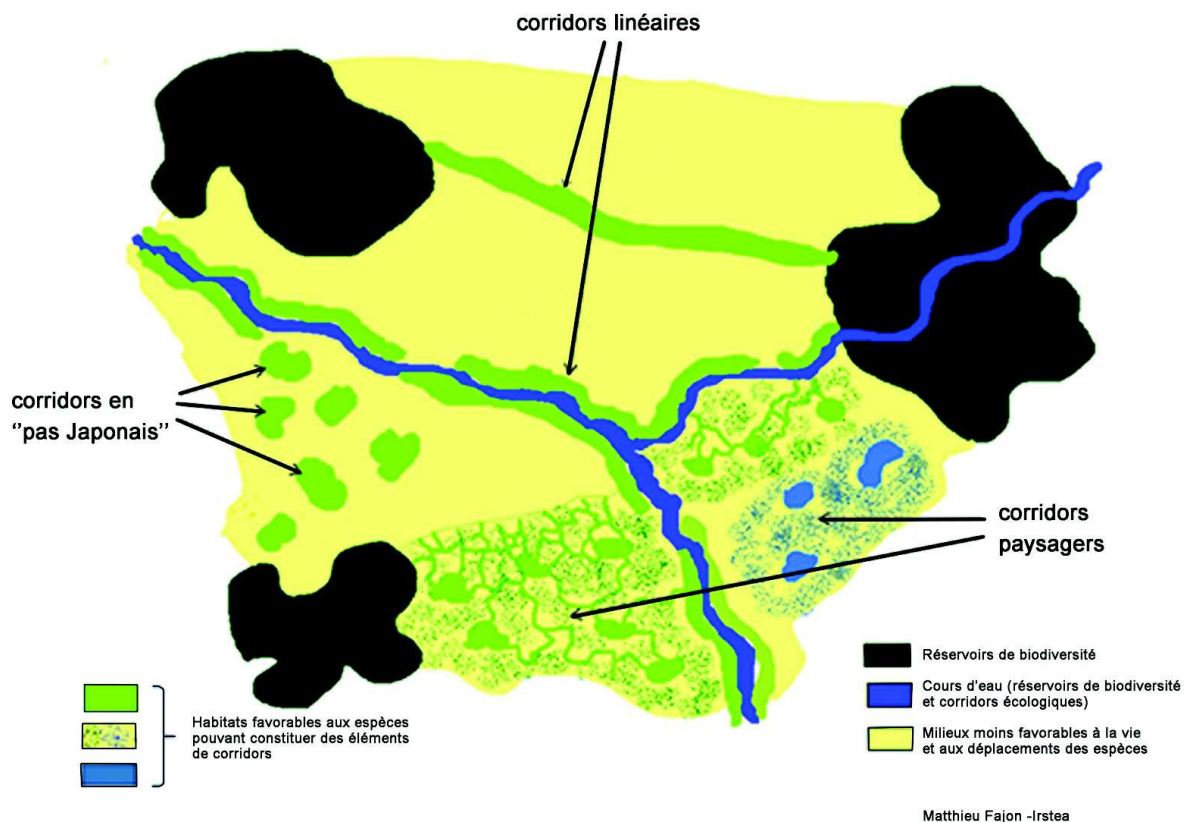 corridors linéaires
corridors en
"pas Japonais"
corridors
paysagers
Réservoirs de biodiversité
Cours d'eau (réservoirs de biodiversité
et corridors écologiques)
Milieux moins favorables à la vie
et aux déplacements des espèces
Habitats favorables aux espèces
pouvant constituer des éléments
de corridors
Matthieu Fajon -Irstea